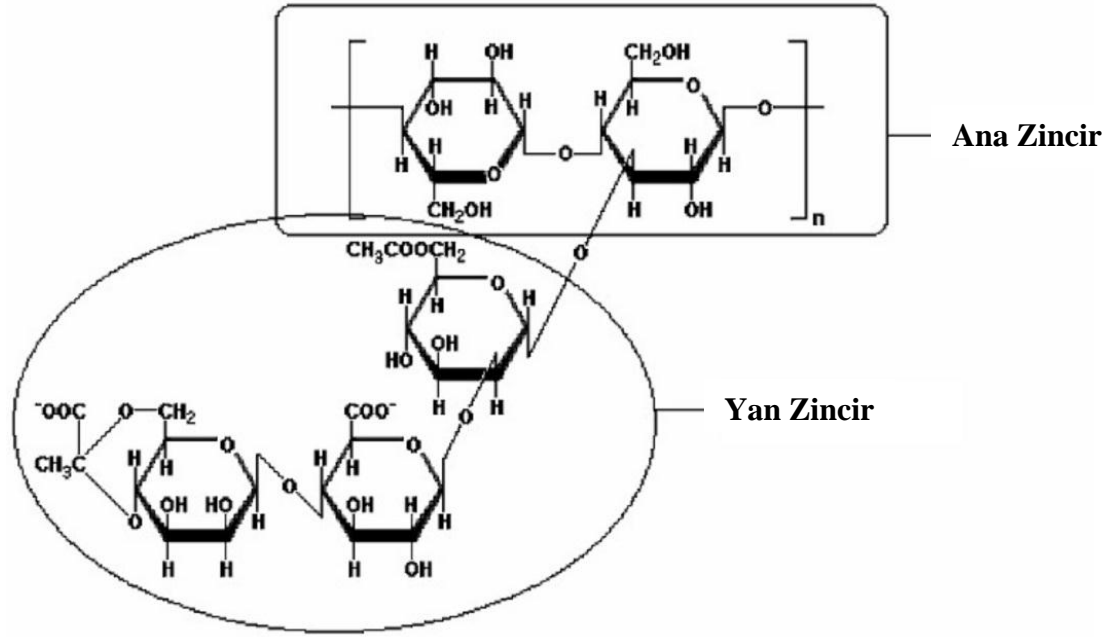 H OH CH₂OH
H O
OH H H H H H O
H H H H
O O
CH₂OH H OH n
Ana Zincir
CH₃COOCH₂ O
O
H H H
OH
HO
H H O
Yan Zincir
⁻OOC O CH₂ COO⁻
O O
CH₃C H H H H
O
OH HO OH H
O H H
H H H OH